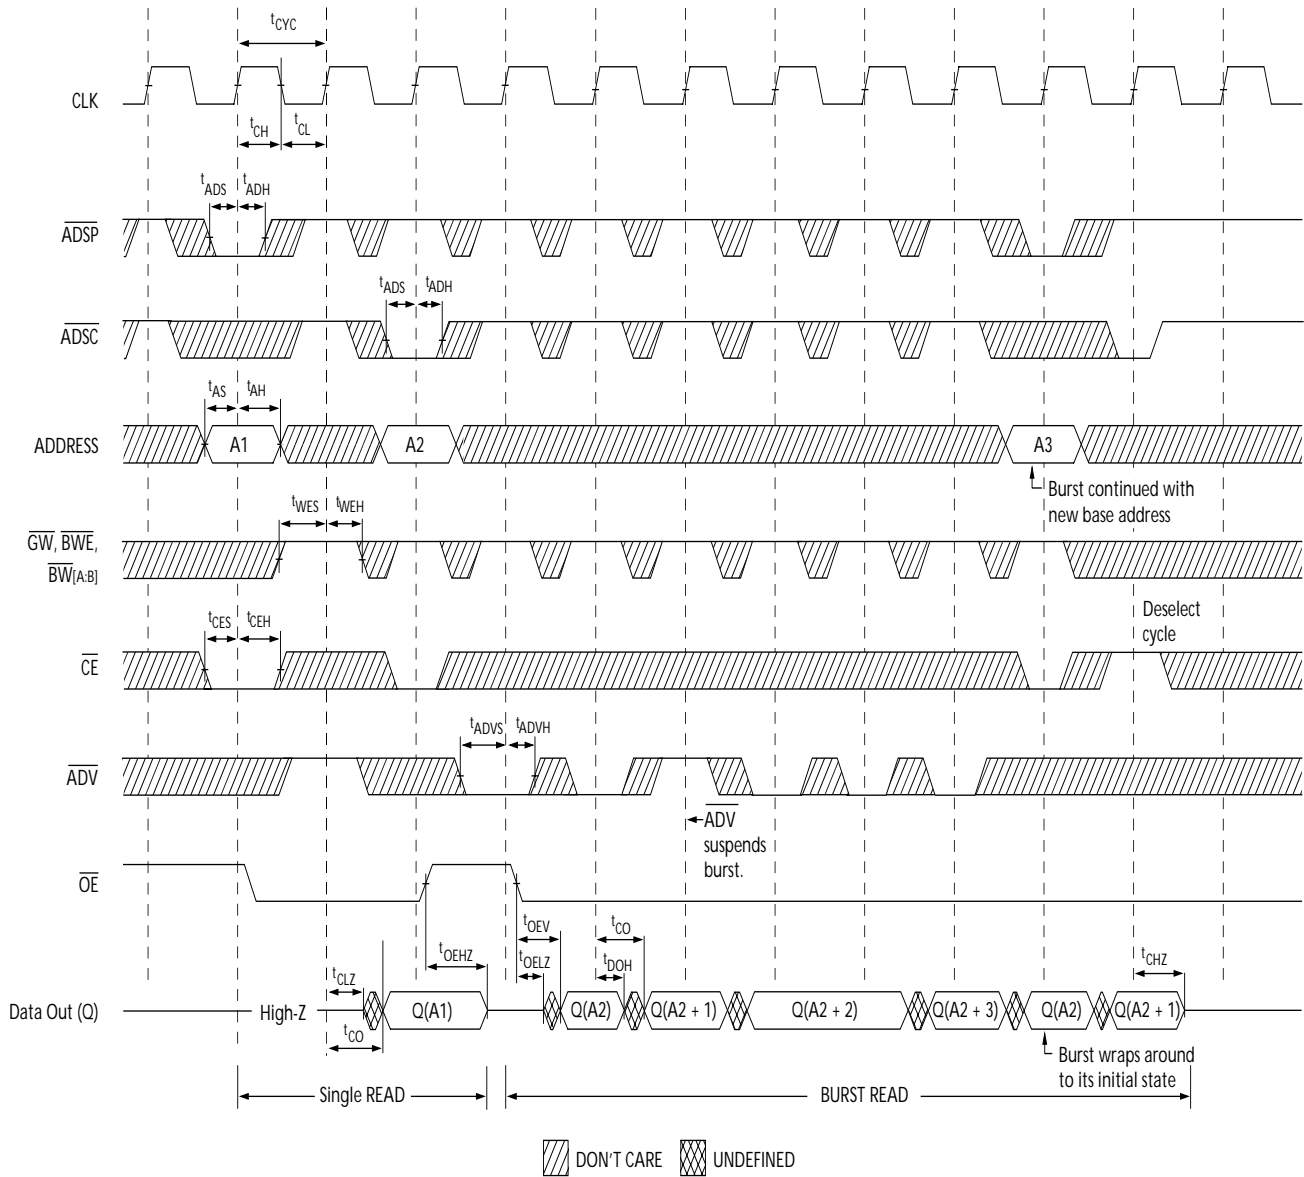 tCYC
CLK
tCH
tCL
tADS
tADH
ADSP
tADS
tADH
ADSC
tAS
tAH
ADDRESS
A1
A2
A3
Burst continued with
new base address
tWES
tWEH
GW, BWE,
BW[A:B]
Deselect
cycle
tCES
tCEH
CE
tADVS
tADVH
ADV
ADV
suspends
burst.
OE
tOEHZ
tOEV
tOELZ
tCO
tDOH
tCLZ
tCO
tCHZ
Data Out (Q)
High-Z
Q(A1)
Q(A2)
Q(A2 + 1)
Q(A2 + 2)
Q(A2 + 3)
Q(A2)
Q(A2 + 1)
Burst wraps around
to its initial state
Single READ
BURST READ
DON'T CARE
UNDEFINED